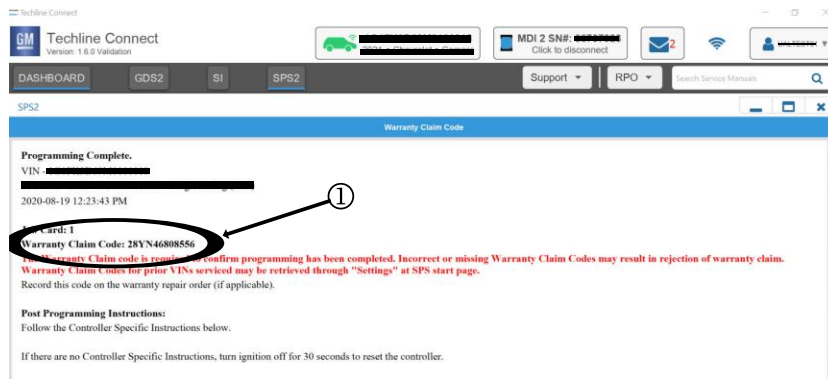 Techline Connect
GM Techline Connect
Version: 1.6.0 Validation
MDI 2 SN#:
Click to disconnect
2
DASHBOARD GDS2 SI SPS2 Support RPO Search Service Manuals
SPS2
Warranty Claim Code
Programming Complete.
VIN -
2020-08-19 12:23:43 PM
①
Card: 1
Warranty Claim Code: 28YN46808556
The Warranty Claim code is required to confirm programming has been completed. Incorrect or missing Warranty Claim Codes may result in rejection of warranty claim.
Warranty Claim Codes for prior VINs serviced may be retrieved through "Settings" at SPS start page.
Record this code on the warranty repair order (if applicable).
Post Programming Instructions:
Follow the Controller Specific Instructions below.
If there are no Controller Specific Instructions, turn ignition off for 30 seconds to reset the controller.